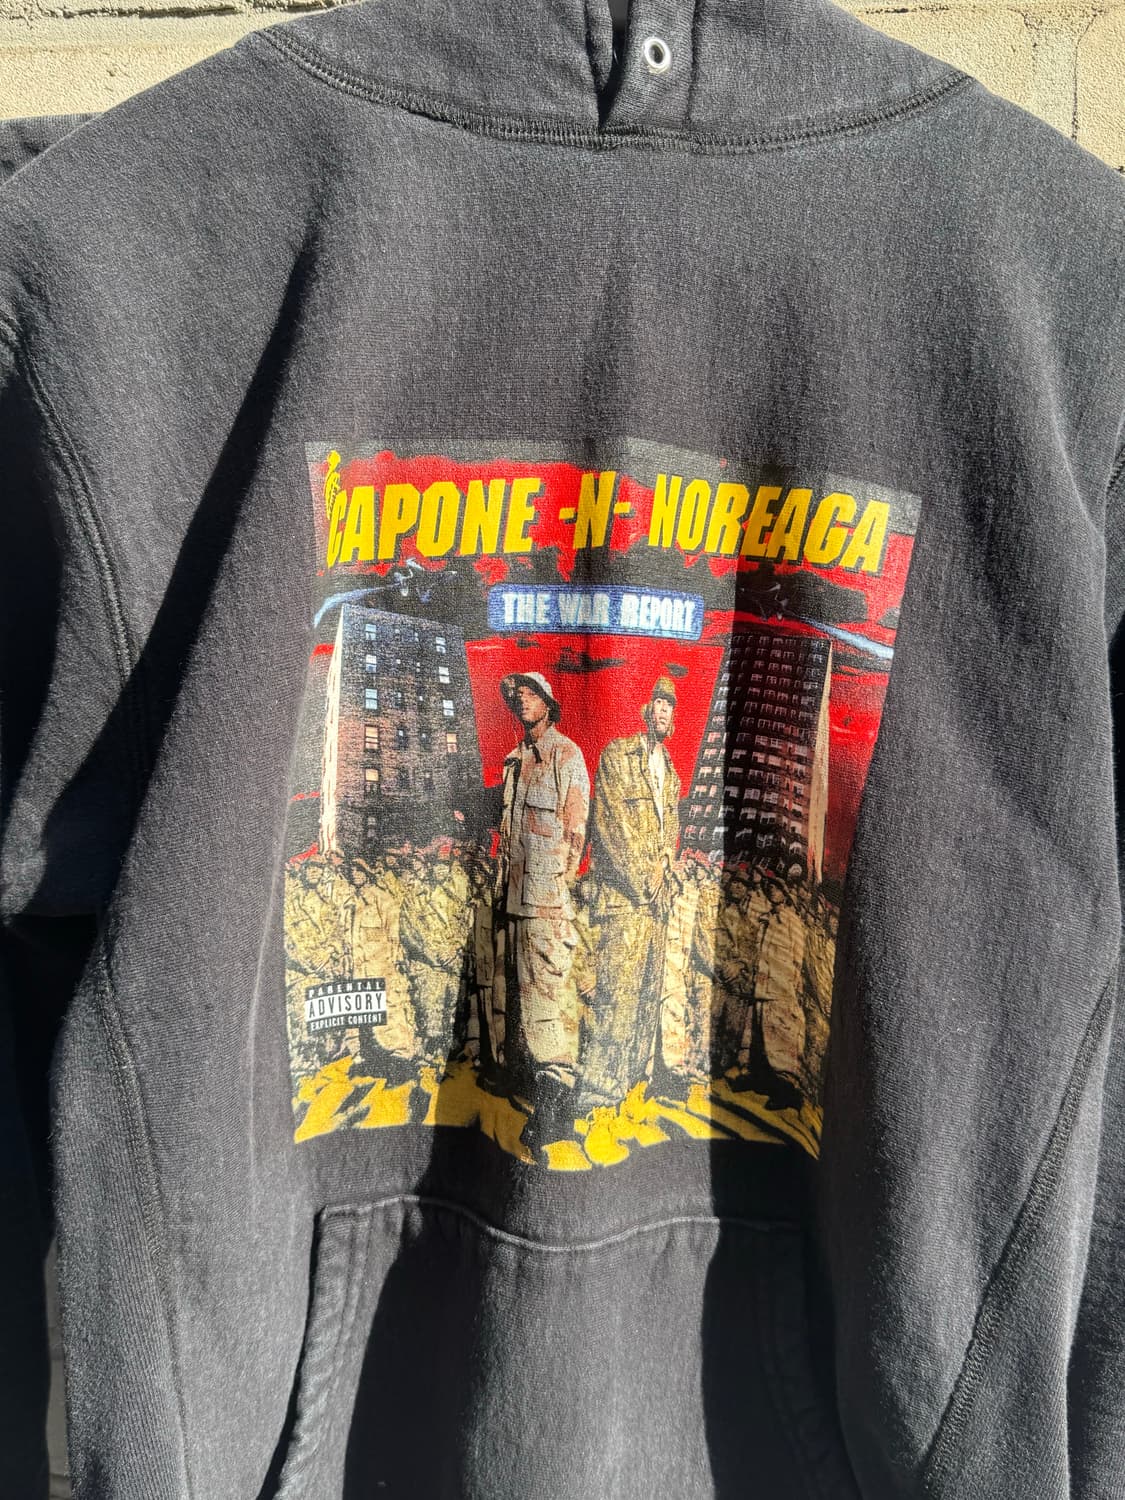 CAPONE -N- NOREAGA
THE WAR REPORT
PARENTAL
ADVISORY
EXPLICIT CONTENT